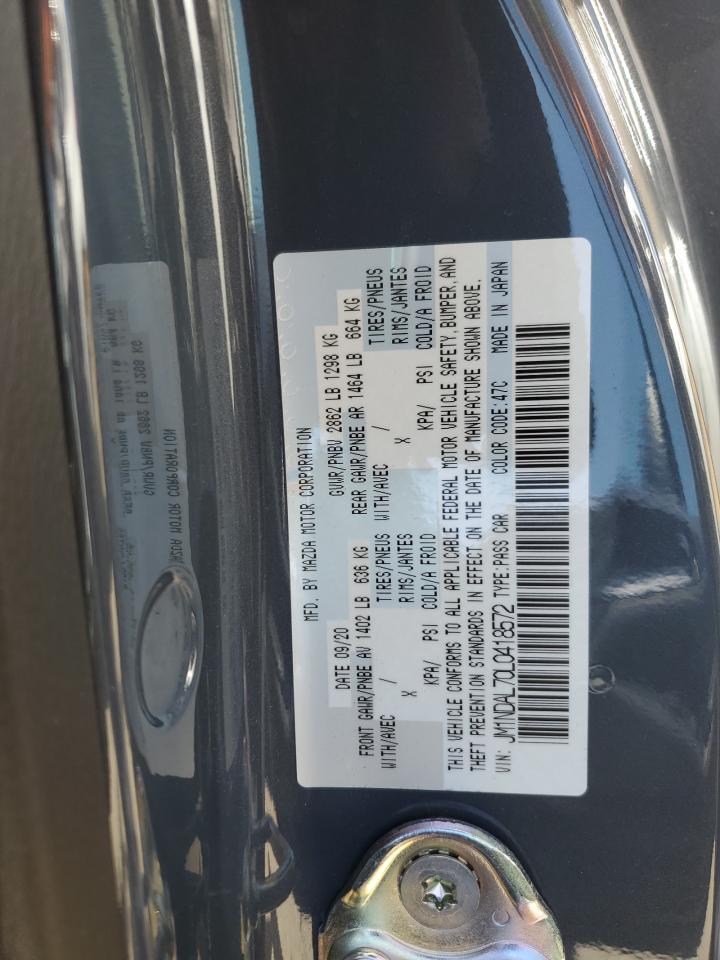 MFD. BY MAZDA MOTOR CORPORATION
DATE 09/20 GVWR/PNBV 2862 LB 1298 KG
FRONT GAWR/PNBE AV 1402 LB 636 KG REAR GAWR/PNBE AR 1464 LB 664 KG
WITH/AVEC / TIRES/PNEUS WITH/AVEC / TIRES/PNEUS
X RIMS/JANTES X RIMS/JANTES
KPA/ PSI COLD/A FROID KPA/ PSI COLD/A FROID
THIS VEHICLE CONFORMS TO ALL APPLICABLE FEDERAL MOTOR VEHICLE SAFETY,BUMPER,AND
THEFT PREVENTION STANDARDS IN EFFECT ON THE DATE OF MANUFACTURE SHOWN ABOVE.
VIN: JM1NDAL70L0418572 TYPE:PASS CAR COLOR CODE:47C MADE IN JAPAN